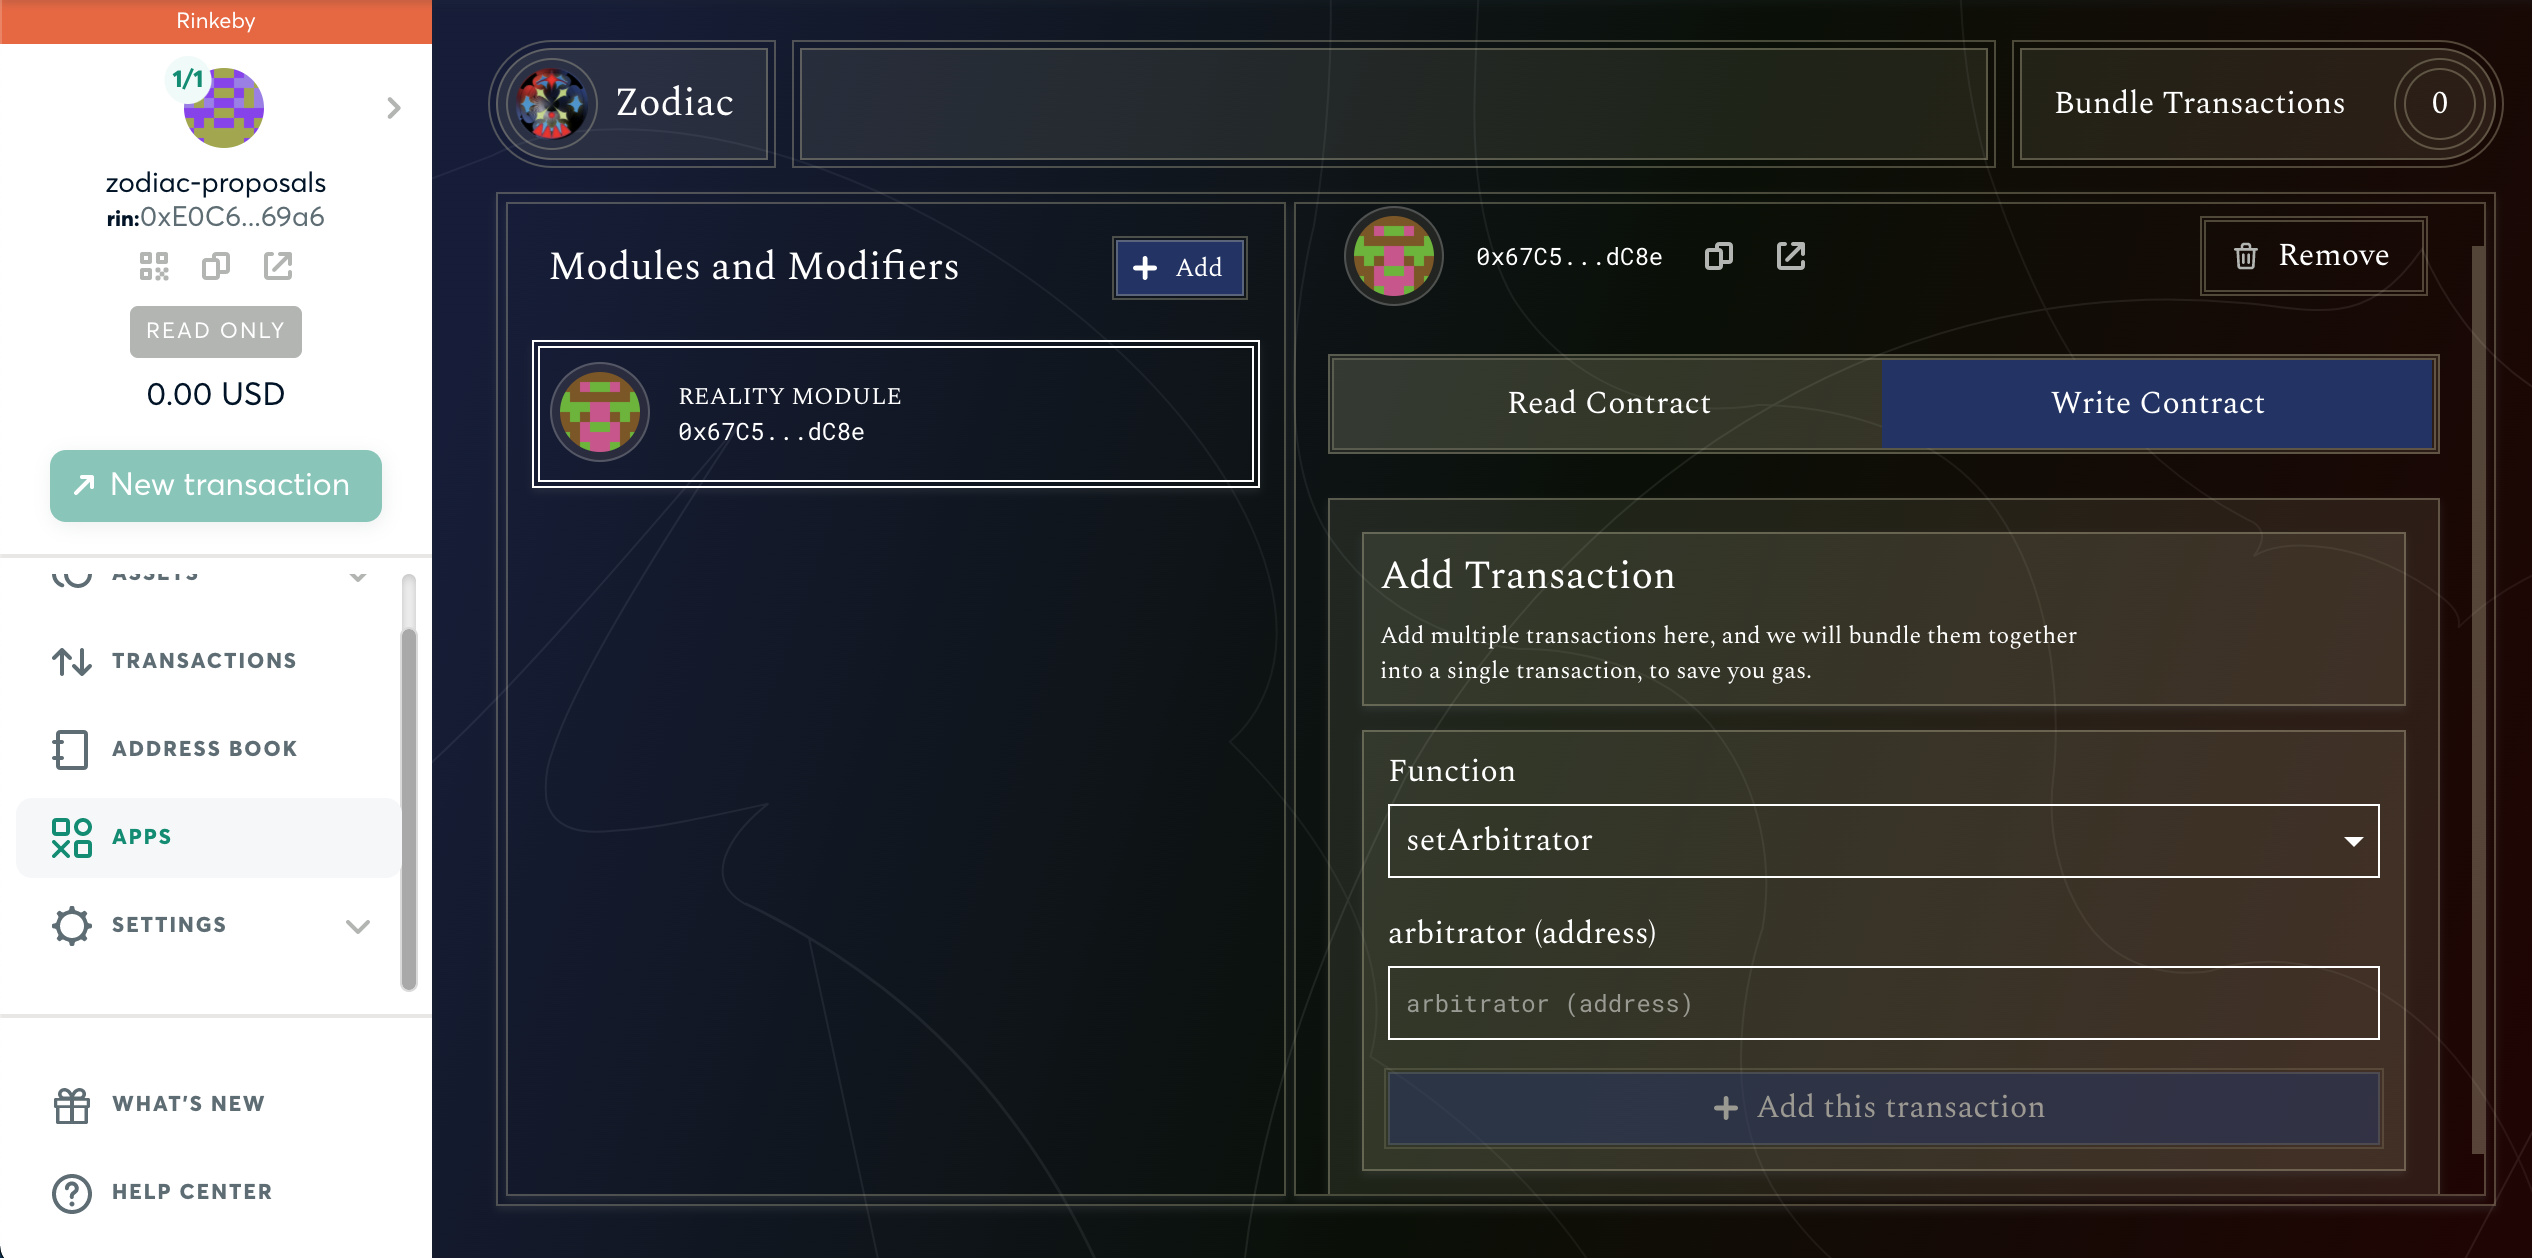 Rinkeby
1/1
zodiac-proposals
rin:0xE0C6...69a6
READ ONLY
0.00 USD
New transaction
ASSETS
TRANSACTIONS
ADDRESS BOOK
APPS
SETTINGS
WHAT'S NEW
HELP CENTER
Zodiac
Bundle Transactions
0
Modules and Modifiers
Add
REALITY MODULE
0x67C5...dC8e
0x67C5...dC8e
Remove
Read Contract
Write Contract
Add Transaction
Add multiple transactions here, and we will bundle them together
into a single transaction, to save you gas.
Function
setArbitrator
arbitrator (address)
arbitrator (address)
Add this transaction